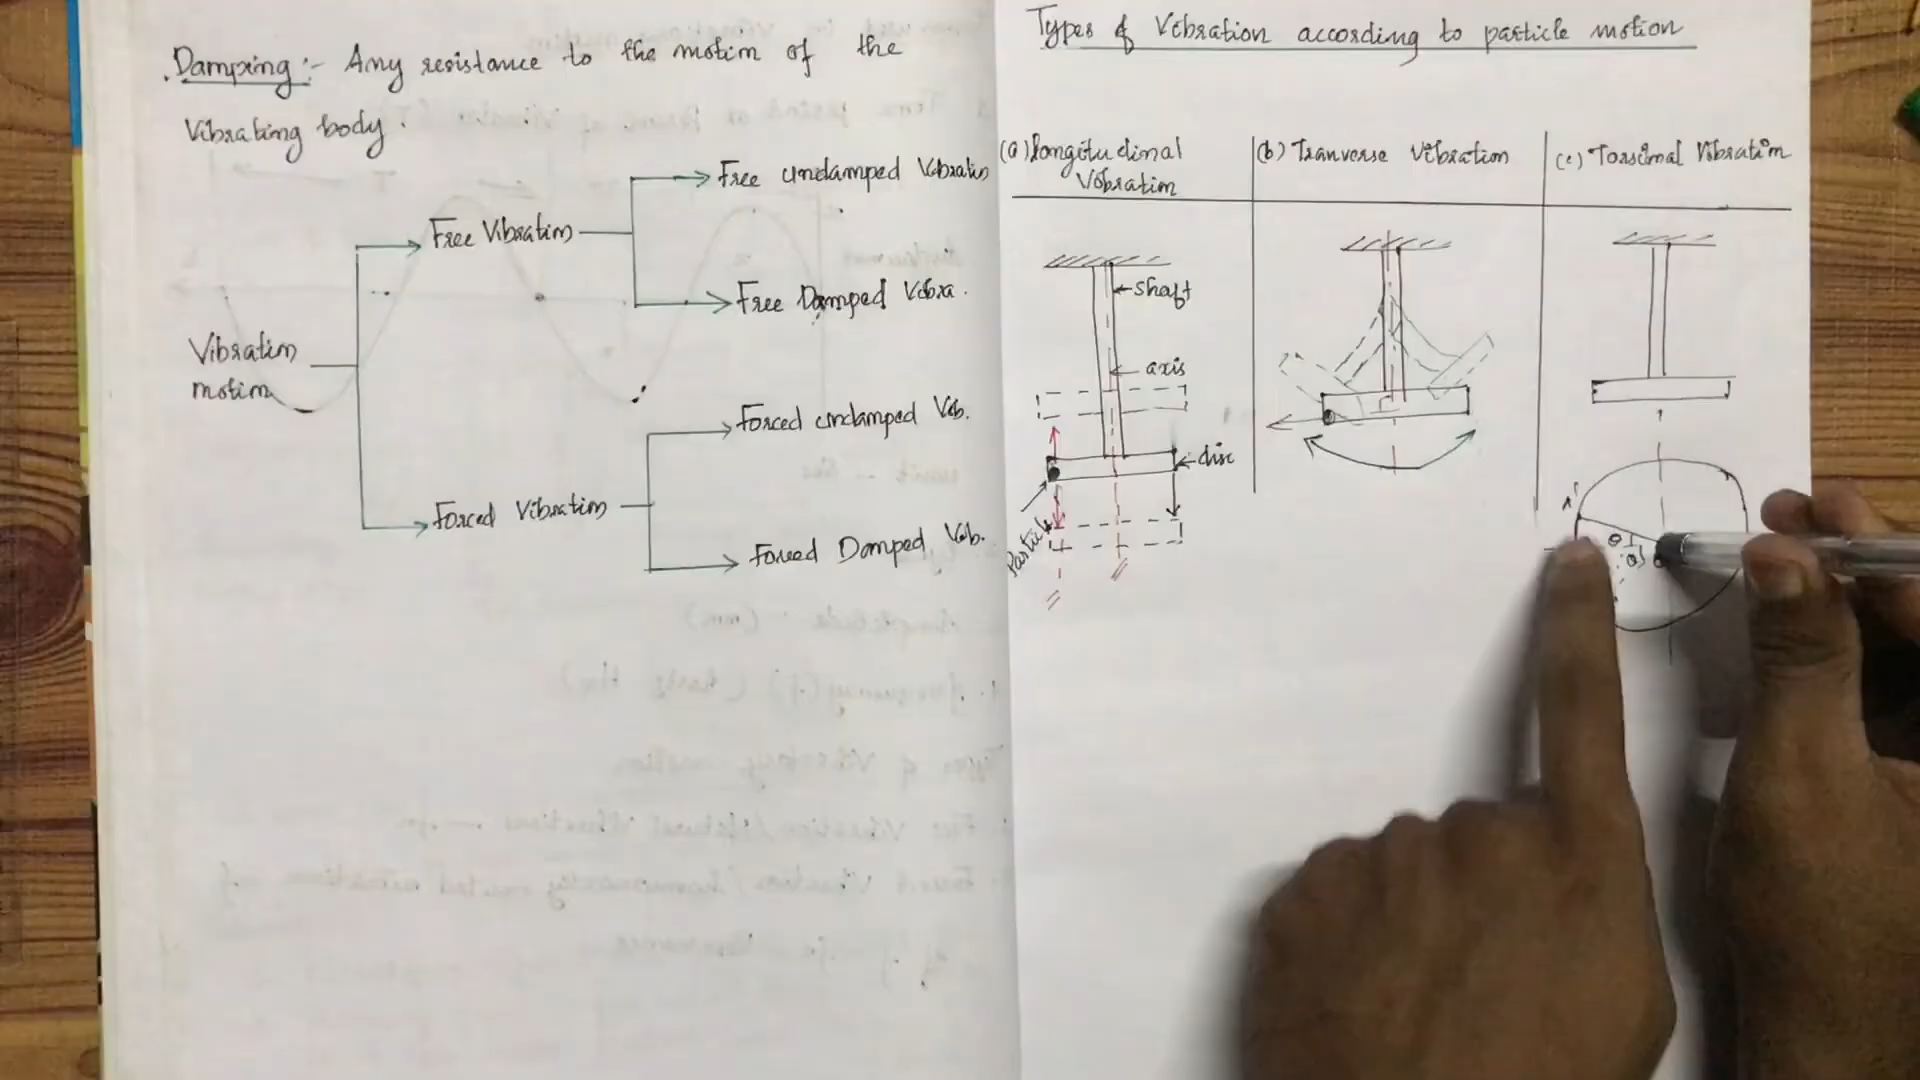 Damping :- Any resistance to the motion of the
Vibrating body.
Vibration
motion
Free Vibration
Free Undamped Vibration
Free Damped Vibra.
Forced Vibration
Forced Undamped Vib.
Forced Damped Vib.
Types of Vibration according to particle motion
(a) Longitudinal
Vibration
shaft
axis
disc
Particle
(b) Tranverse Vibration
(c) Torsional Vibration